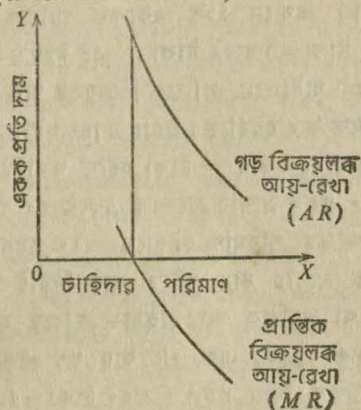 Y
একক প্রতি দাম
গড় বিক্রয়লব্ধ
আয়-রেখা
(AR)
0
X
চাহিদার পরিমাণ
প্রান্তিক
বিক্রয়লব্ধ
আয়-রেখা
(MR)